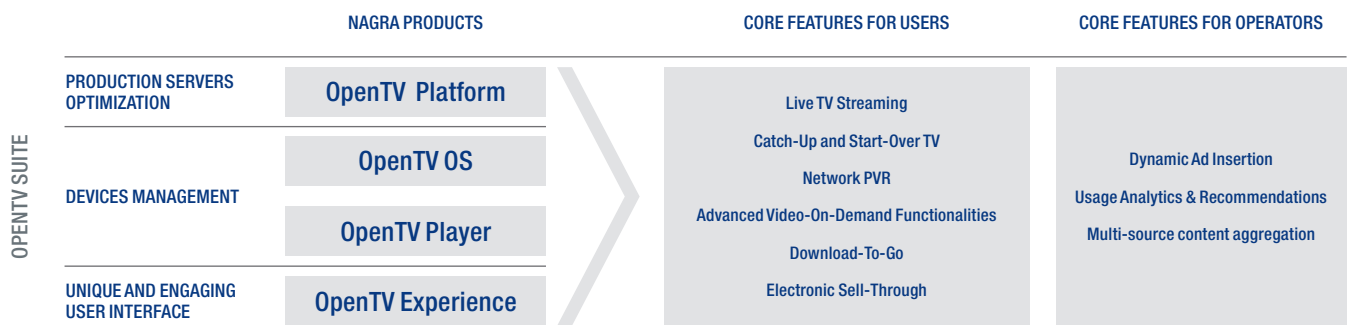 NAGRA PRODUCTS
CORE FEATURES FOR USERS
CORE FEATURES FOR OPERATORS
OPENTV SUITE
PRODUCTION SERVERS
OPTIMIZATION
OpenTV Platform
DEVICES MANAGEMENT
OpenTV OS
OpenTV Player
UNIQUE AND ENGAGING
USER INTERFACE
OpenTV Experience
Live TV Streaming
Catch-Up and Start-Over TV
Network PVR
Advanced Video-On-Demand Functionalities
Download-To-Go
Electronic Sell-Through
Dynamic Ad Insertion
Usage Analytics & Recommendations
Multi-source content aggregation